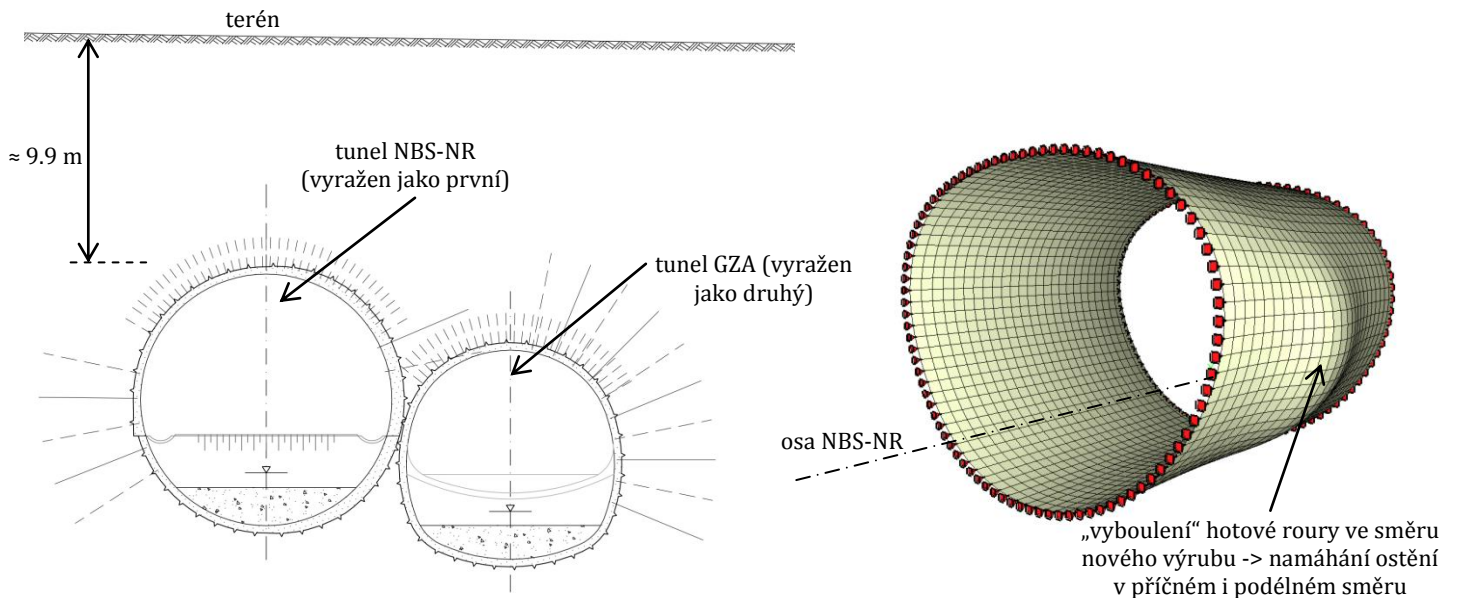 terén
≈ 9.9 m
tunel NBS-NR
(vyražen jako první)
tunel GZA (vyražen
jako druhý)
osa NBS-NR
„vyboulení“ hotové roury ve směru
nového výrubu -> namáhání ostění
v příčném i podélném směru